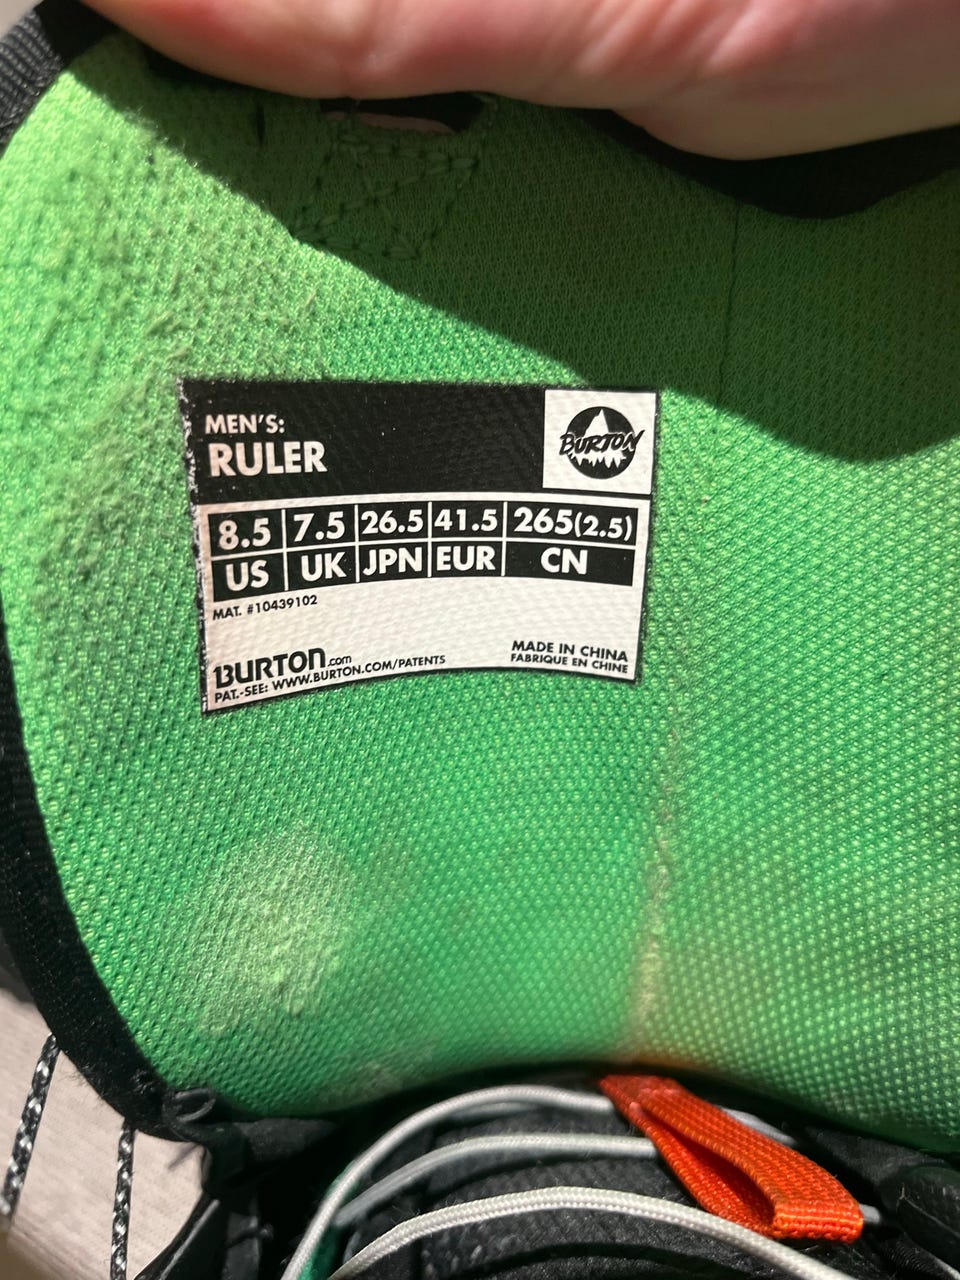 MEN'S:
RULER
BURTON
8.5 7.5 26.5 41.5 265(2.5)
US UK JPN EUR CN
MAT. #10439102
BURTON.com
PAT.-SEE: WWW.BURTON.COM/PATENTS
MADE IN CHINA
FABRIQUE EN CHINE